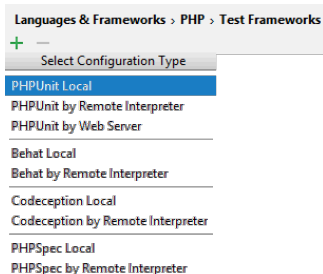 Languages & Frameworks › PHP › Test Frameworks
Select Configuration Type
PHPUnit Local
PHPUnit by Remote Interpreter
PHPUnit by Web Server
Behat Local
Behat by Remote Interpreter
Codeception Local
Codeception by Remote Interpreter
PHPSpec Local
PHPSpec by Remote Interpreter